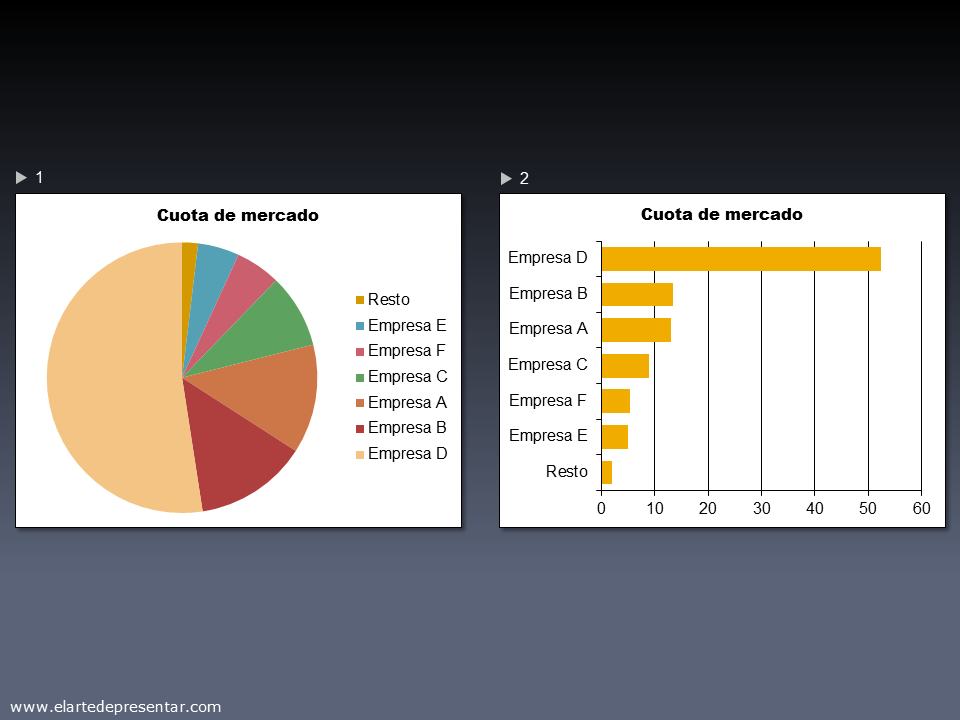 1
Cuota de mercado
Resto
Empresa E
Empresa F
Empresa C
Empresa A
Empresa B
Empresa D
2
Cuota de mercado
Empresa D
Empresa B
Empresa A
Empresa C
Empresa F
Empresa E
Resto
0 10 20 30 40 50 60
www.elartedepresentar.com